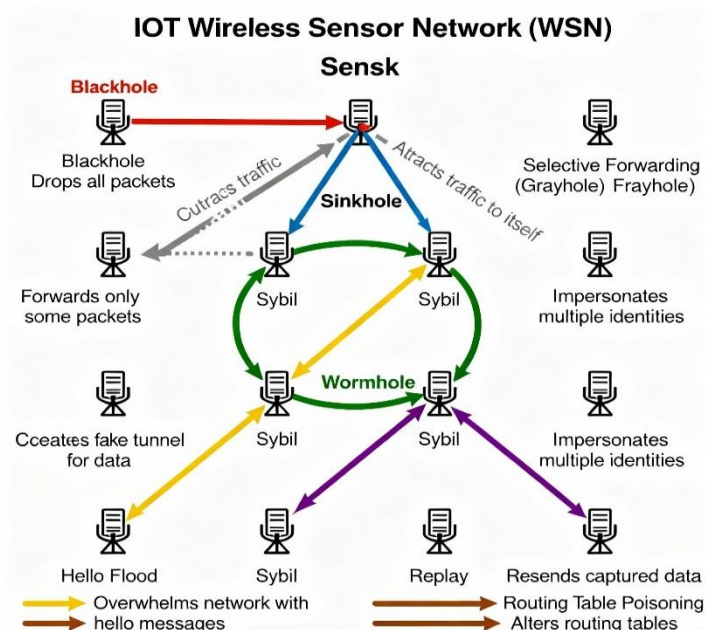 IOT Wireless Sensor Network (WSN)
Sensk
Blackhole
Blackhole
Drops all packets
Selective Forwarding
(Grayhole) Frayhole)
Cutracs traffic
Attracts traffic to itself
Sinkhole
Forwards only
some packets
Sybil
Sybil
Impersonates
multiple identities
Wormhole
Cceates fake tunnel
for data
Sybil
Sybil
Impersonates
multiple identities
Hello Flood
Sybil
Replay
Resends captured data
Overwhelms network with
hello messages
Routing Table Poisoning
Alters routing tables